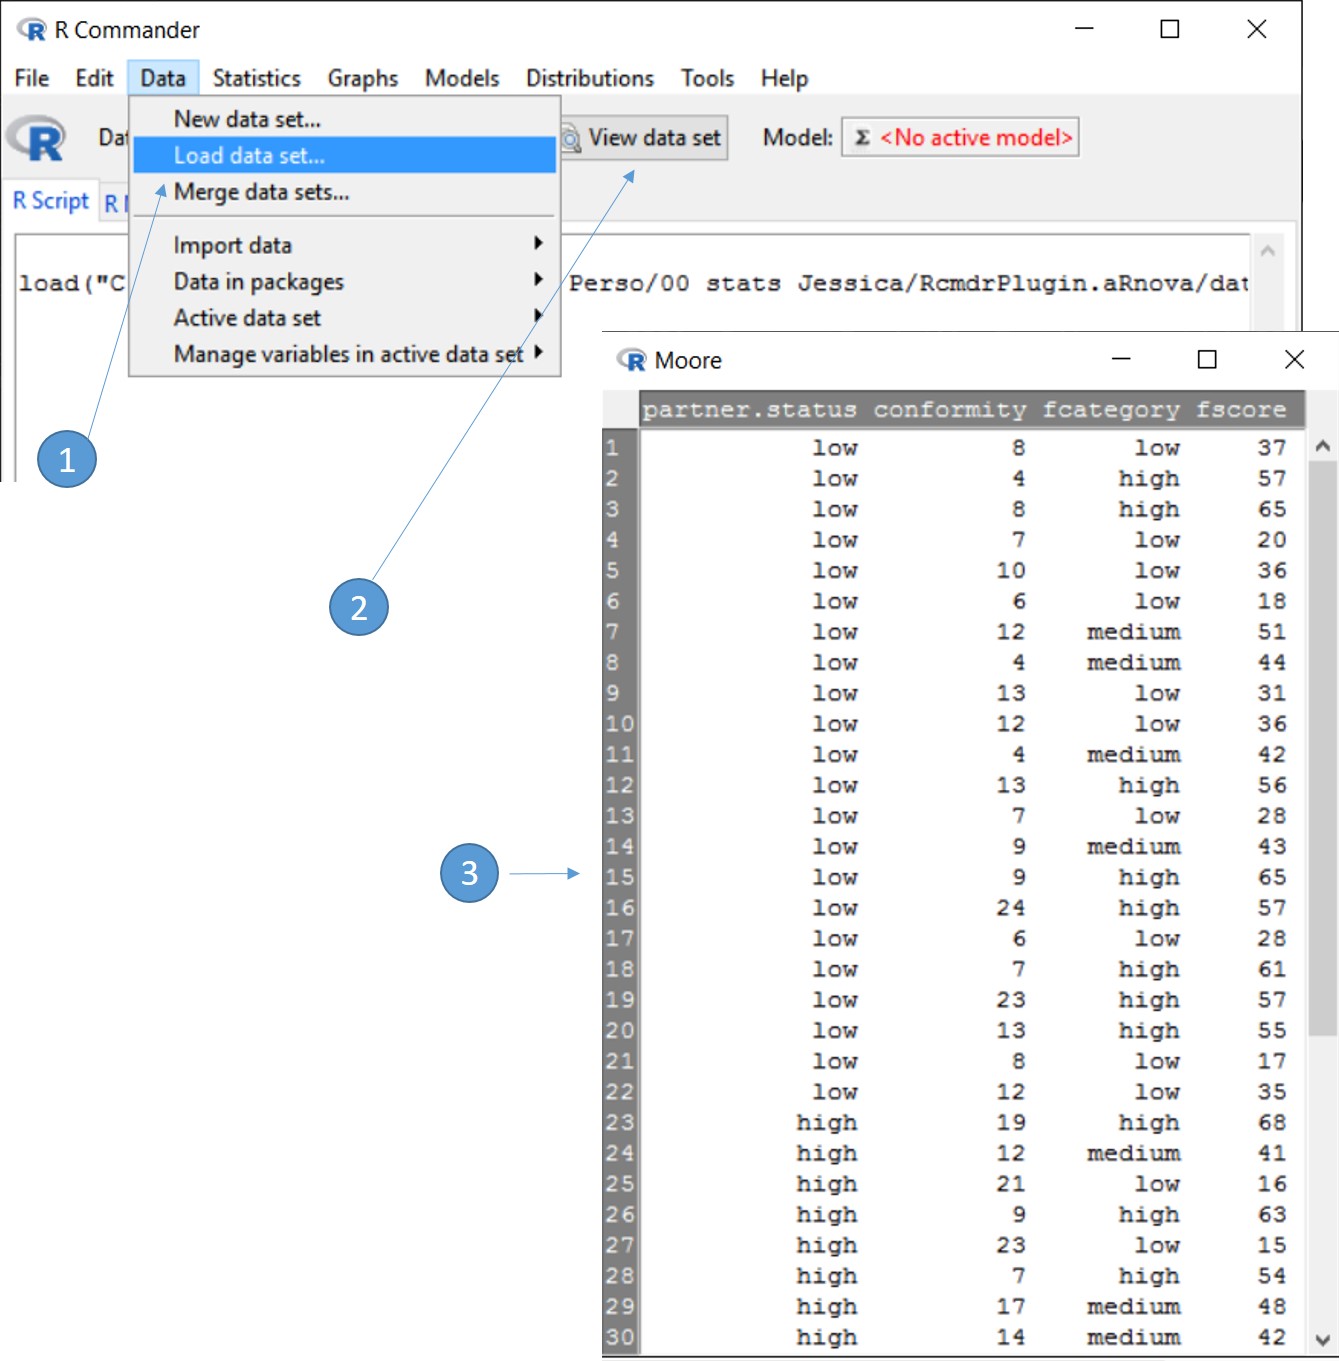 R Commander
File Edit Data Statistics Graphs Models Distributions Tools Help
New data set...
View data set Model: Σ <No active model>
Load data set...
Merge data sets...
R Script
Import data
Data in packages
load("C Perso/00 stats Jessica/RcmdrPlugin.aRnova/dat
Active data set
Manage variables in active data set
1
2
3
Moore
partner.status conformity fcategory fscore
1 low 8 low 37
2 low 4 high 57
3 low 8 high 65
4 low 7 low 20
5 low 10 low 36
6 low 6 low 18
7 low 12 medium 51
8 low 4 medium 44
9 low 13 low 31
10 low 12 low 36
11 low 4 medium 42
12 low 13 high 56
13 low 7 low 28
14 low 9 medium 43
15 low 9 high 65
16 low 24 high 57
17 low 6 low 28
18 low 7 high 61
19 low 23 high 57
20 low 13 high 55
21 low 8 low 17
22 low 12 low 35
23 high 19 high 68
24 high 12 medium 41
25 high 21 low 16
26 high 9 high 63
27 high 23 low 15
28 high 7 high 54
29 high 17 medium 48
30 high 14 medium 42